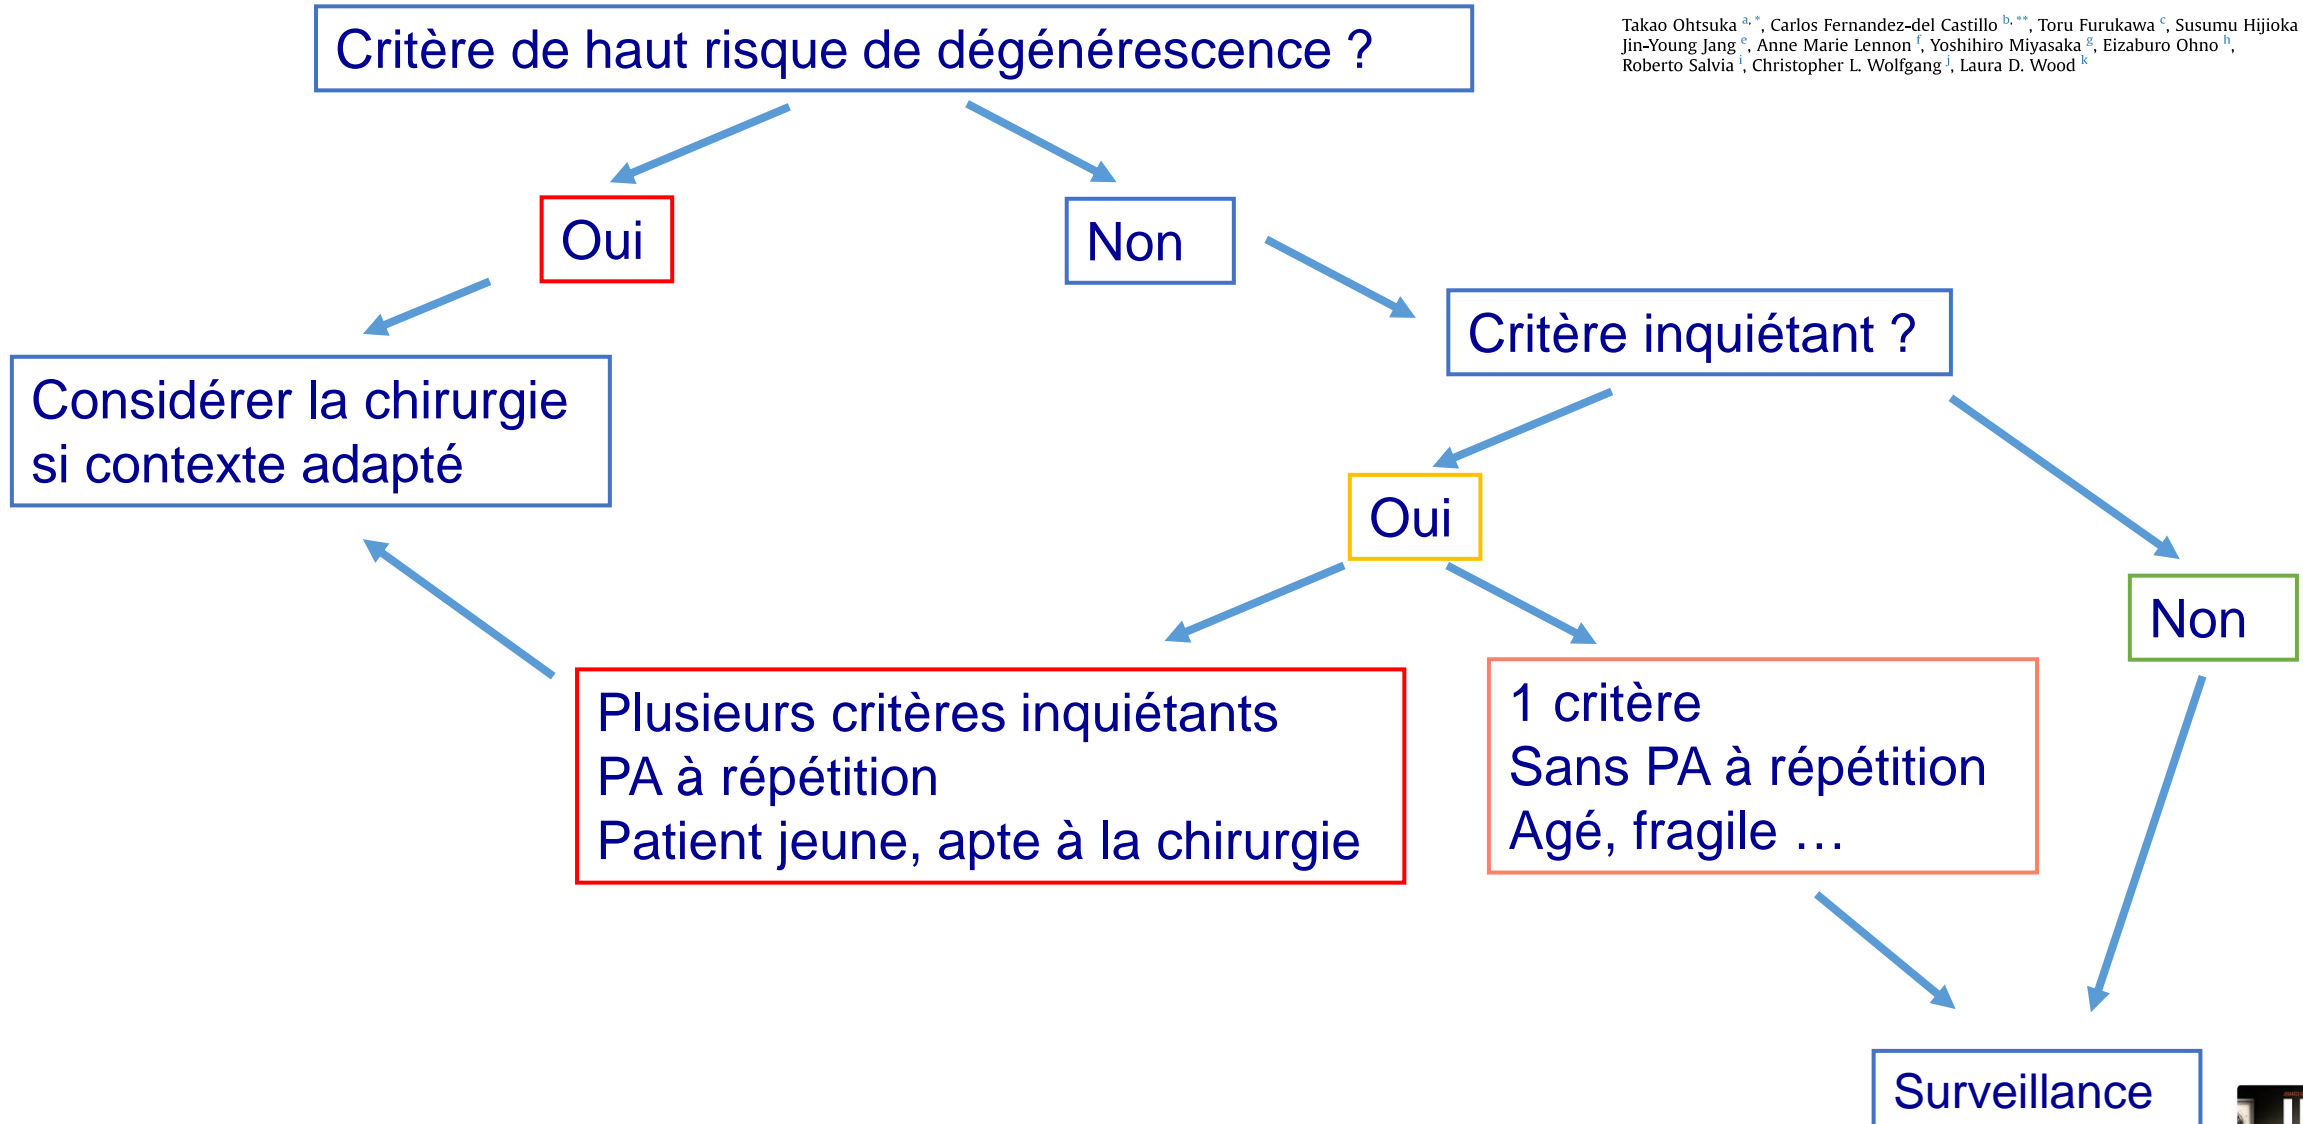 Takao Ohtsuka a, *, Carlos Fernandez-del Castillo b, **, Toru Furukawa c, Susumu Hijioka
Jin-Young Jang e, Anne Marie Lennon f, Yoshihiro Miyasaka g, Eizaburo Ohno h,
Roberto Salvia i, Christopher L. Wolfgang j, Laura D. Wood k
Critère de haut risque de dégénérescence ?
Oui
Non
Critère inquiétant ?
Considérer la chirurgie
si contexte adapté
Oui
Non
Plusieurs critères inquiétants
PA à répétition
Patient jeune, apte à la chirurgie
1 critère
Sans PA à répétition
Agé, fragile …
Surveillance